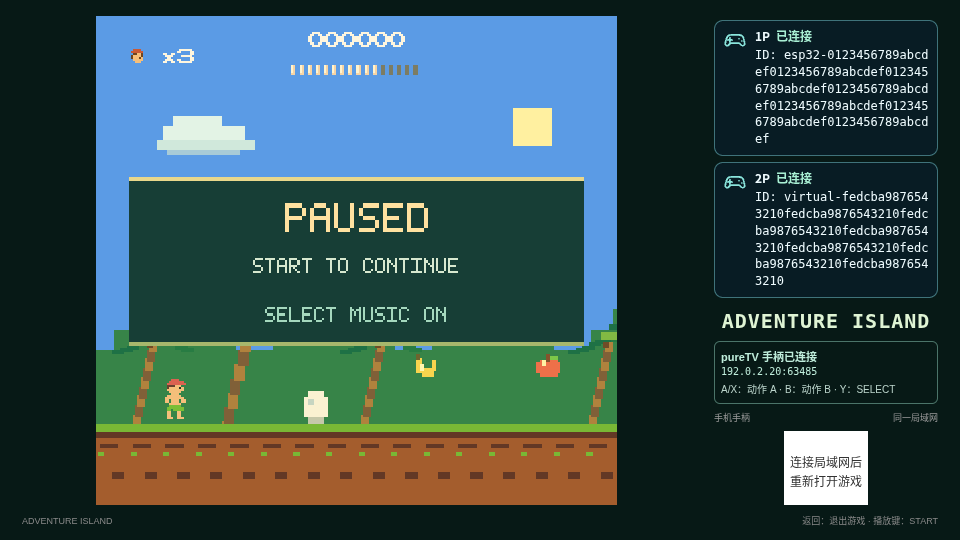 x3
000000
PAUSED
START TO CONTINUE
SELECT MUSIC ON
1P 已连接
ID: esp32-0123456789abcd
ef0123456789abcdef012345
6789abcdef0123456789abcd
ef0123456789abcdef012345
6789abcdef0123456789abcd
ef
2P 已连接
ID: virtual-fedcba987654
3210fedcba9876543210fedc
ba9876543210fedcba987654
3210fedcba9876543210fedc
ba9876543210fedcba987654
3210
ADVENTURE ISLAND
pureTV 手柄已连接
192.0.2.20:63485
A/X：动作 A · B：动作 B · Y：SELECT
手机手柄 同一局域网
连接局域网后
重新打开游戏
ADVENTURE ISLAND
返回：退出游戏 · 播放键：START